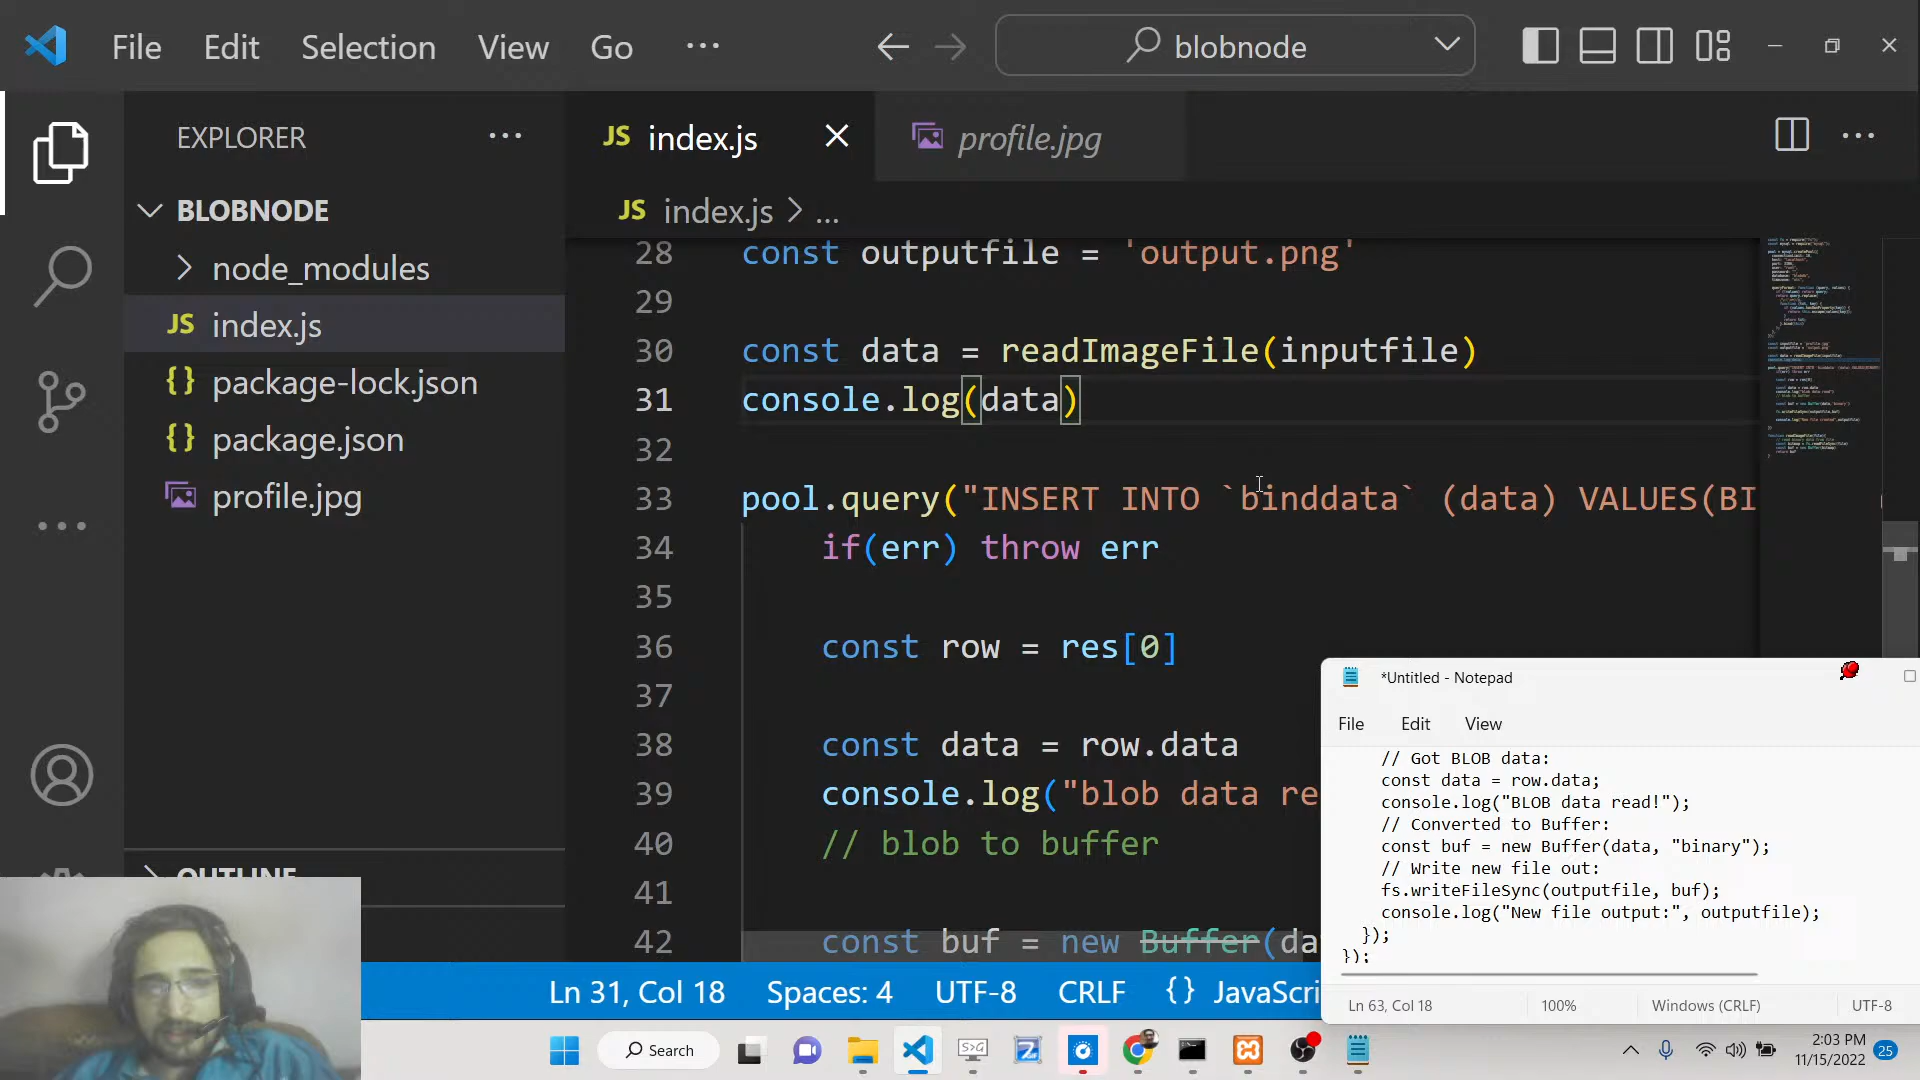 File Edit Selection View Go ... blobnode
EXPLORER
BLOBNODE
node_modules
JS index.js
{} package-lock.json
{} package.json
profile.jpg
OUTLINE
JS index.js profile.jpg
JS index.js > ...
28 const outputfile = 'output.png'
29
30 const data = readImageFile(inputfile)
31 console.log(data)
32
33 pool.query("INSERT INTO `binddata` (data) VALUES(BI
34 if(err) throw err
35
36 const row = res[0]
37
38 const data = row.data
39 console.log("blob data re
40 // blob to buffer
41
42 const buf = new Buffer(da
Ln 31, Col 18 Spaces: 4 UTF-8 CRLF {} JavaScri
*Untitled - Notepad
File Edit View
// Got BLOB data:
const data = row.data;
console.log("BLOB data read!");
// Converted to Buffer:
const buf = new Buffer(data, "binary");
// Write new file out:
fs.writeFileSync(outputfile, buf);
console.log("New file output:", outputfile);
});
});
Ln 63, Col 18 100% Windows (CRLF) UTF-8
Search
2:03 PM
11/15/2022 25